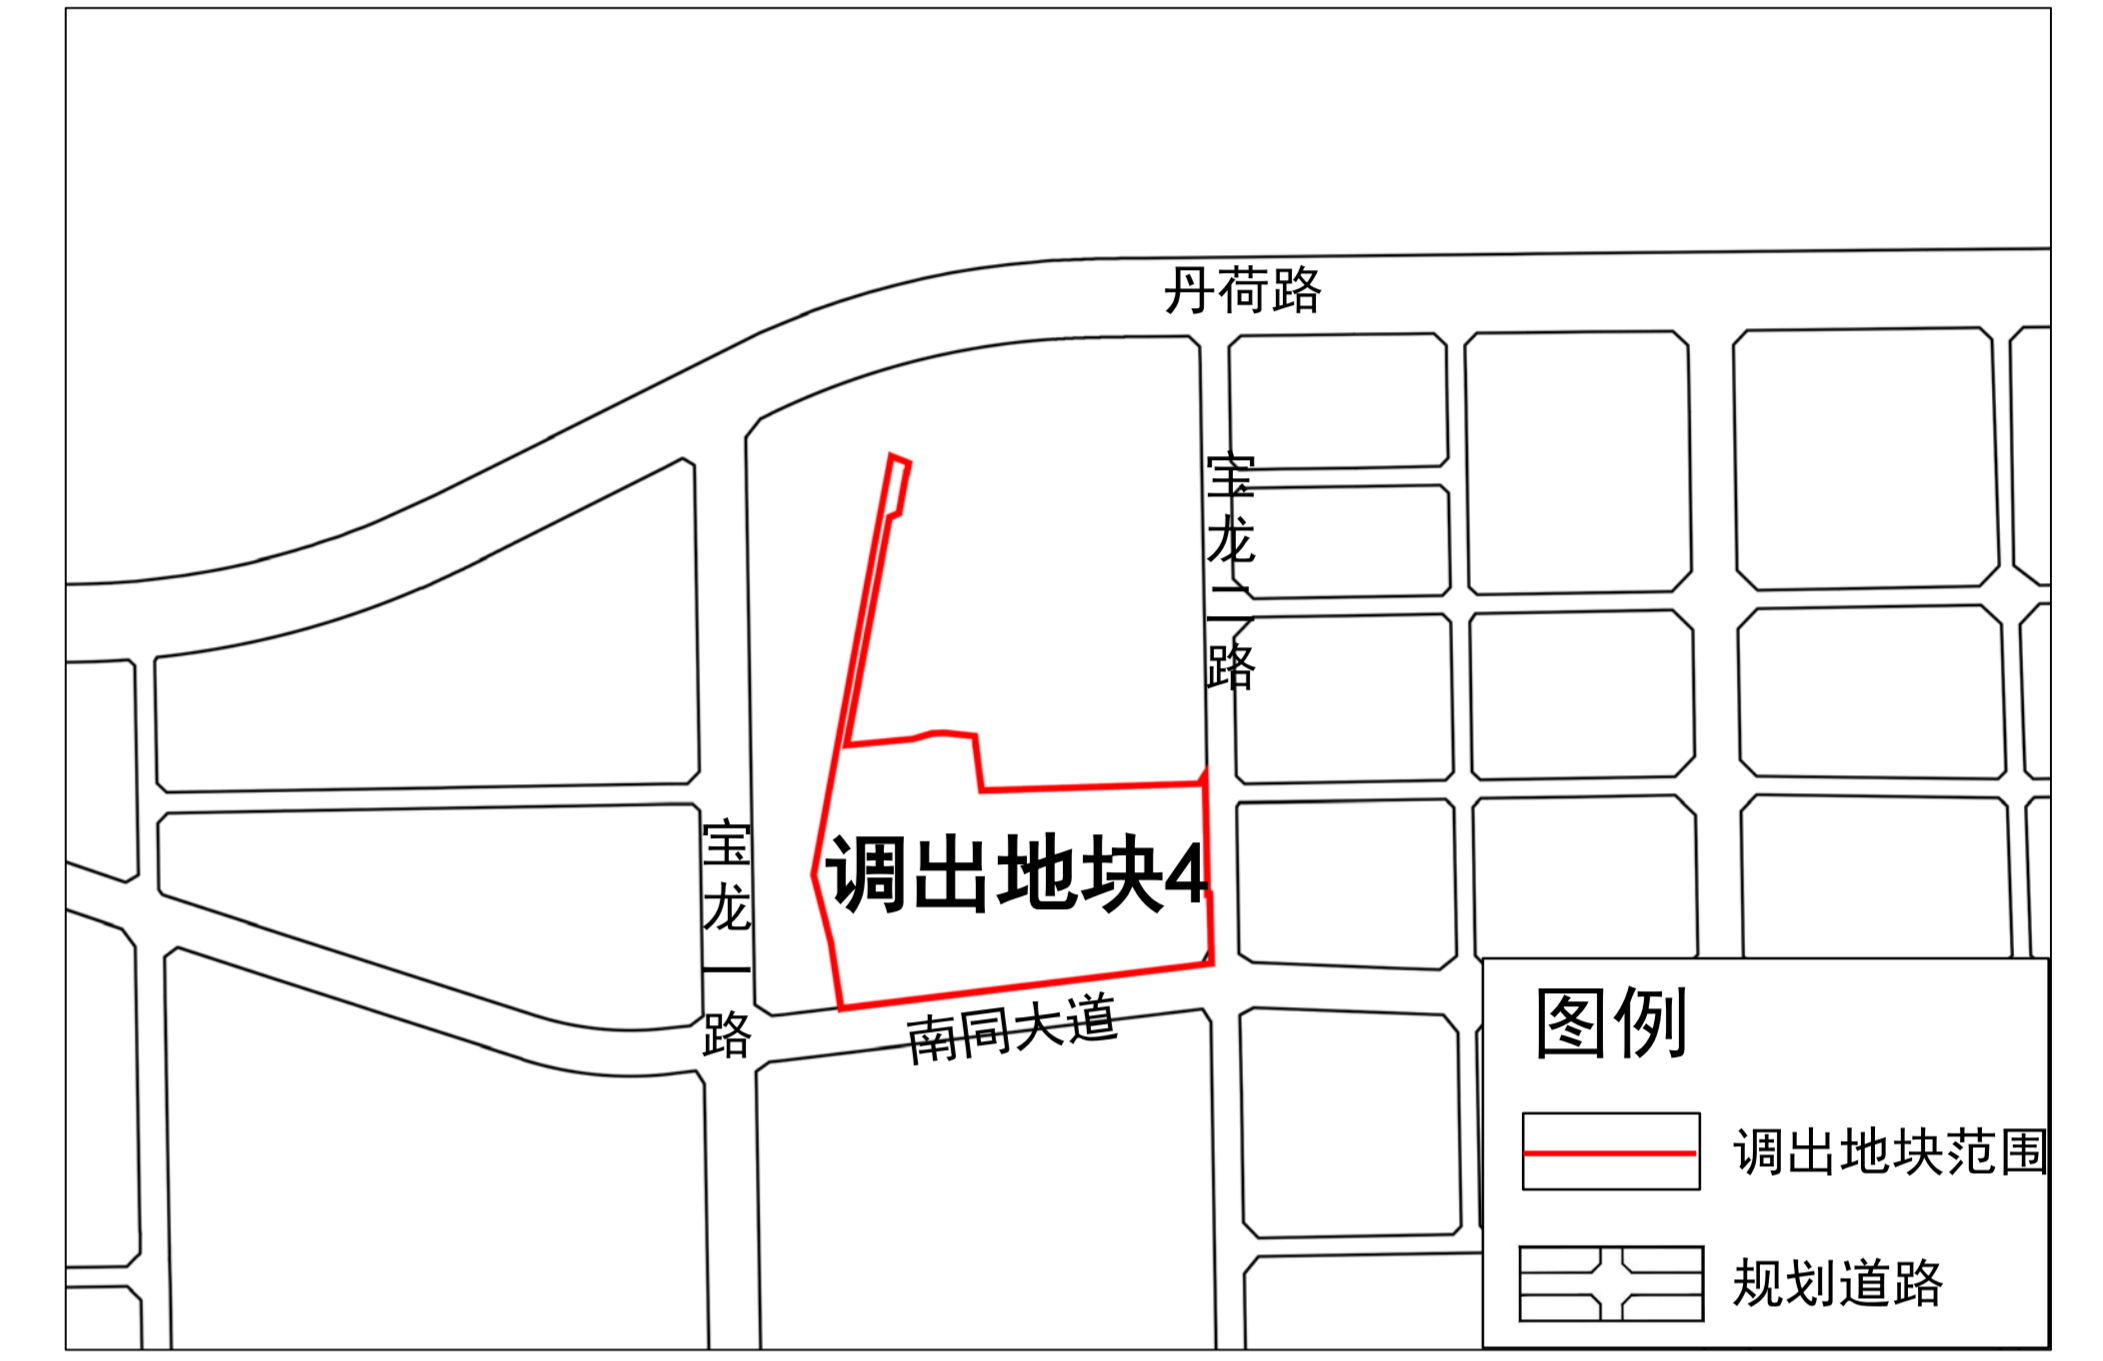 丹荷路
宝龙二路
调出地块4
宝龙一路
南同大道
图例
调出地块范围
规划道路